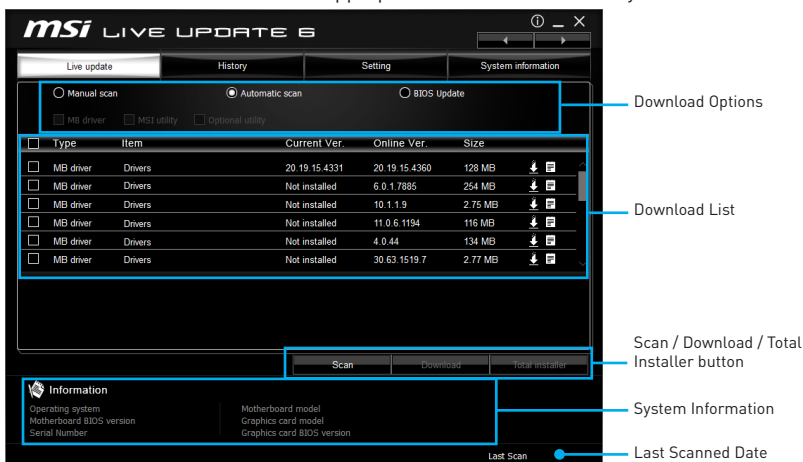 msi LIVE UPDATE 6
Live update History Setting System information
Manual scan Automatic scan BIOS Update
MB driver MSI utility Optional utility
Type Item Current Ver. Online Ver. Size
MB driver Drivers 20.19.15.4331 20.19.15.4360 128 MB
MB driver Drivers Not installed 6.0.1.7885 254 MB
MB driver Drivers Not installed 10.1.1.9 2.75 MB
MB driver Drivers Not installed 11.0.6.1194 116 MB
MB driver Drivers Not installed 4.0.44 134 MB
MB driver Drivers Not installed 30.63.1519.7 2.77 MB
Scan Download Total installer
Information
Operating system Motherboard model
Motherboard BIOS version Graphics card model
Serial Number Graphics card BIOS version
Last Scan
Download Options
Download List
Scan / Download / Total
Installer button
System Information
Last Scanned Date